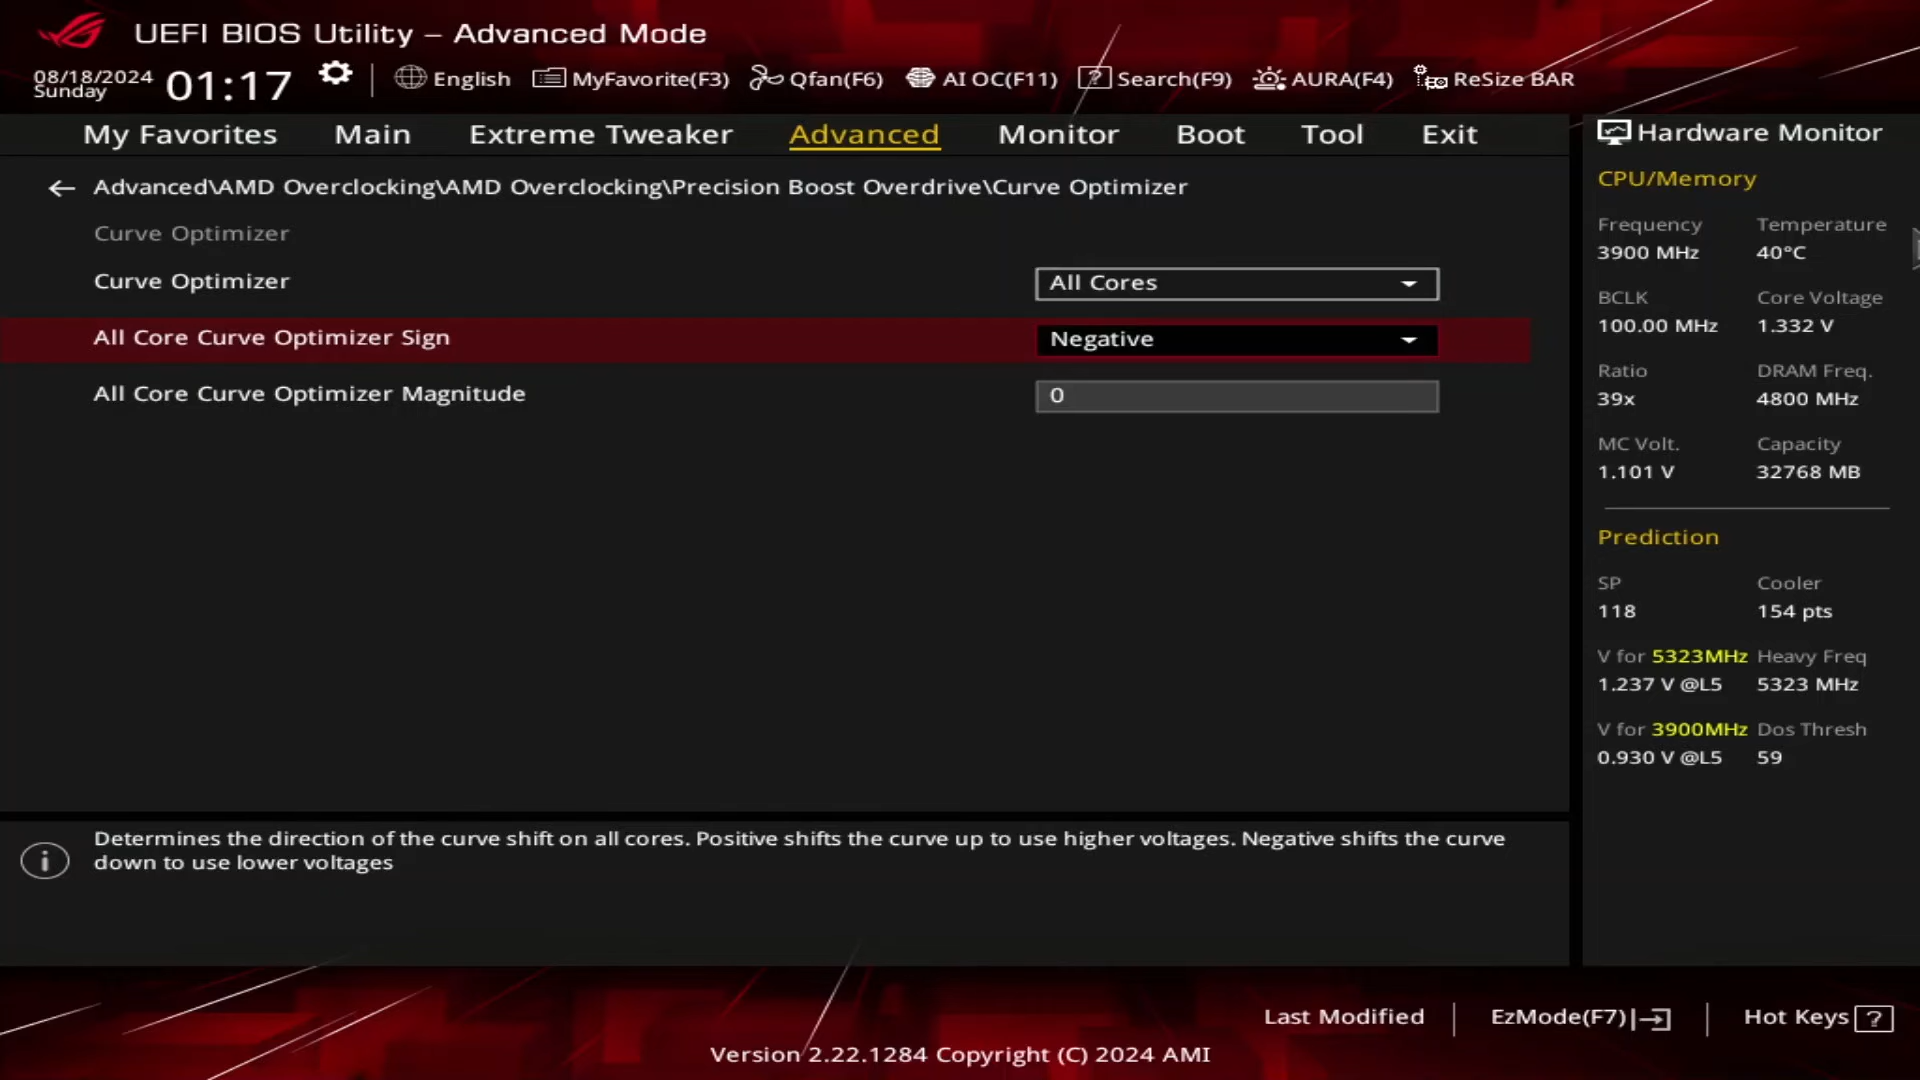 UEFI BIOS Utility – Advanced Mode
08/18/2024
Sunday
01:17
English
MyFavorite(F3)
Qfan(F6)
AI OC(F11)
Search(F9)
AURA(F4)
ReSize BAR
My Favorites
Main
Extreme Tweaker
Advanced
Monitor
Boot
Tool
Exit
Advanced\AMD Overclocking\AMD Overclocking\Precision Boost Overdrive\Curve Optimizer
Curve Optimizer
Curve Optimizer
All Cores
All Core Curve Optimizer Sign
Negative
All Core Curve Optimizer Magnitude
0
Determines the direction of the curve shift on all cores. Positive shifts the curve up to use higher voltages. Negative shifts the curve
down to use lower voltages
Hardware Monitor
CPU/Memory
Frequency Temperature
3900 MHz 40°C
BCLK Core Voltage
100.00 MHz 1.332 V
Ratio DRAM Freq.
39x 4800 MHz
MC Volt. Capacity
1.101 V 32768 MB
Prediction
SP Cooler
118 154 pts
V for 5323MHz Heavy Freq
1.237 V @L5 5323 MHz
V for 3900MHz Dos Thresh
0.930 V @L5 59
Last Modified
EzMode(F7)
Hot Keys ?
Version 2.22.1284 Copyright (C) 2024 AMI